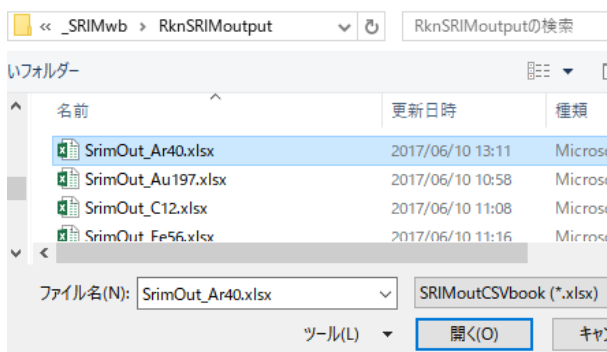 « _SRIMwb > RknSRIMoutput RknSRIMoutputの検索
いフォルダー
名前 更新日時 種類
SrimOut_Ar40.xlsx 2017/06/10 13:11 Microso
SrimOut_Au197.xlsx 2017/06/10 10:58 Microso
SrimOut_C12.xlsx 2017/06/10 11:08 Microso
SrimOut_Fe56.xlsx 2017/06/10 11:16 Microso
ファイル名(N): SrimOut_Ar40.xlsx SRIMoutCSVbook (*.xlsx)
ツール(L) 開く(O) キャ